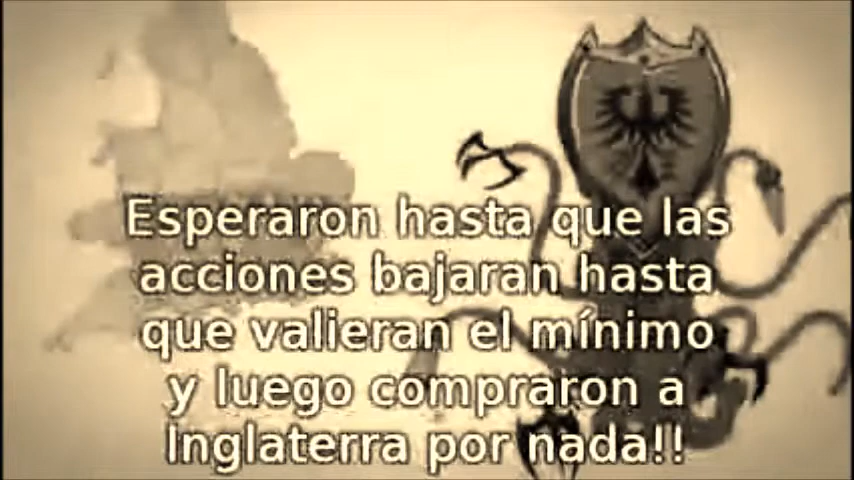 Esperaron hasta que las
acciones bajaran hasta
que valieran el mínimo
y luego compraron a
Inglaterra por nada!!